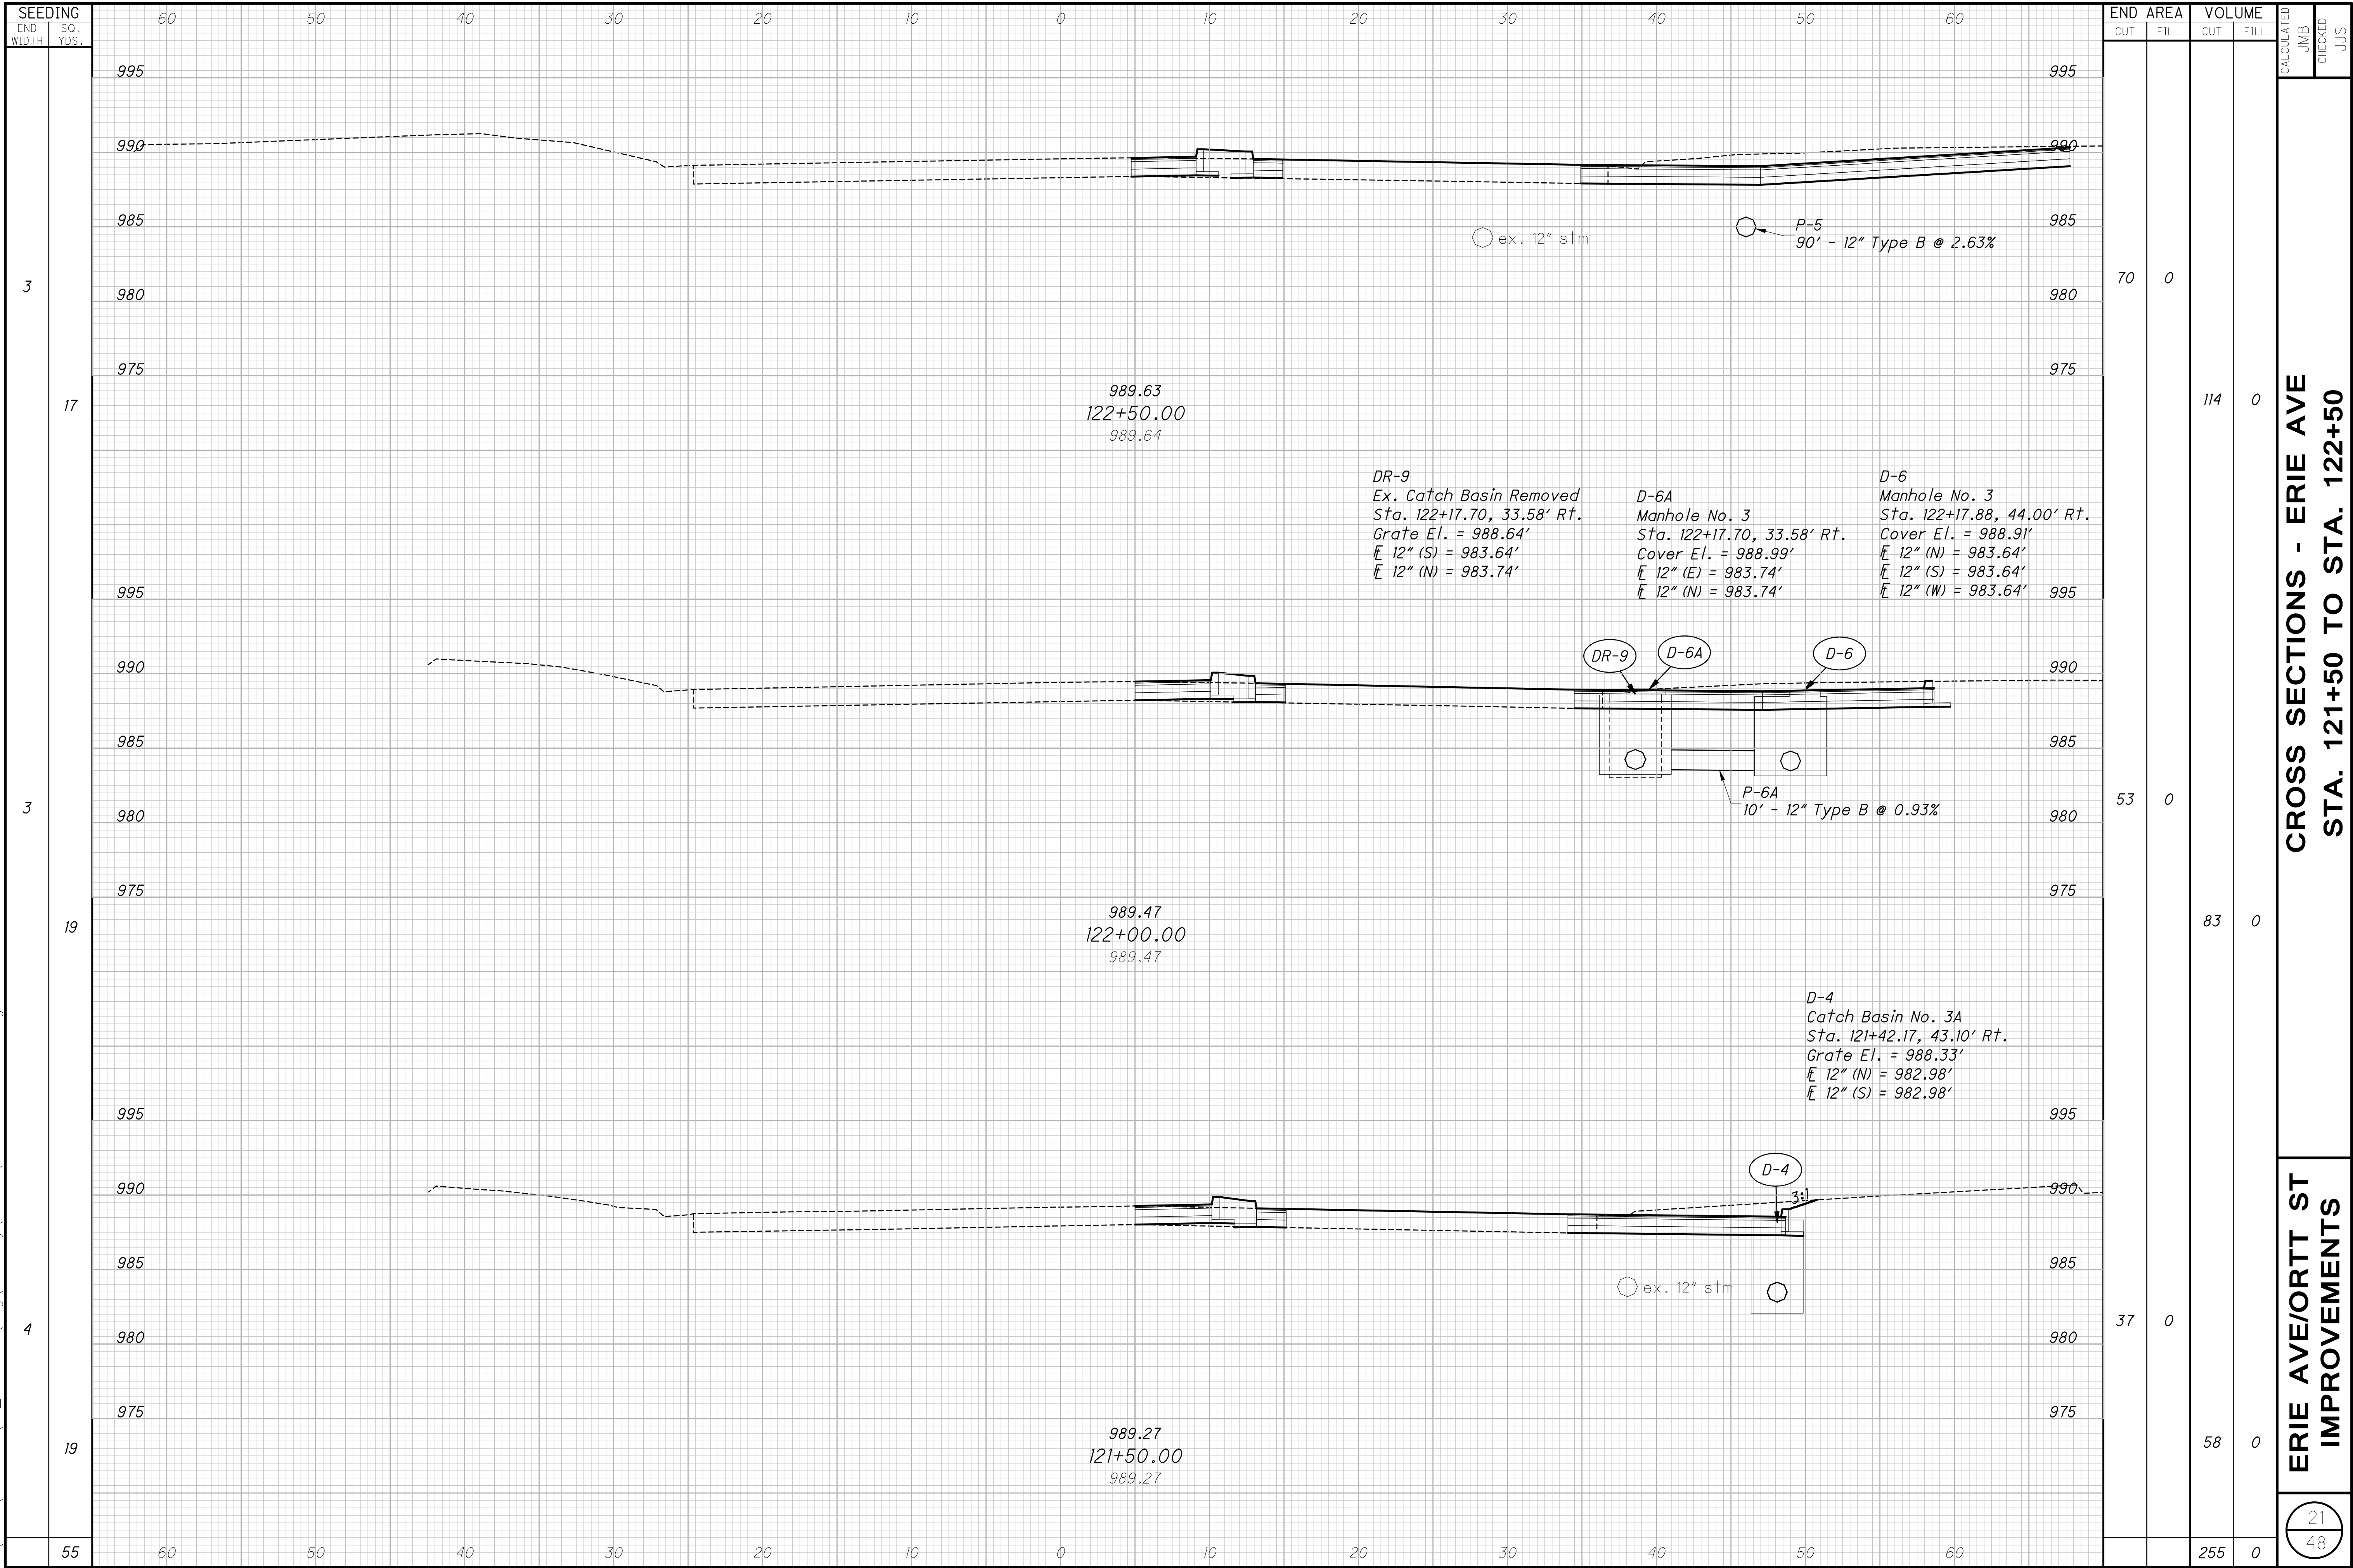 SEEDING
END WIDTH
SQ. YDS.
60 50 40 30 20 10 0 10 20 30 40 50 60
END AREA
VOLUME
CUT FILL CUT FILL
CALCULATED
JMB
CHECKED
JJS
995 995
990 990
985 985
P-5
90' - 12" Type B @ 2.63%
ex. 12" stm
3
70 0
980 980
975 975
17
989.63
122+50.00
989.64
114 0
DR-9
Ex. Catch Basin Removed
Sta. 122+17.70, 33.58' Rt.
Grate El. = 988.64'
FL 12" (S) = 983.64'
FL 12" (N) = 983.74'
D-6A
Manhole No. 3
Sta. 122+17.70, 33.58' Rt.
Cover El. = 988.99'
FL 12" (E) = 983.74'
FL 12" (N) = 983.74'
D-6
Manhole No. 3
Sta. 122+17.88, 44.00' Rt.
Cover El. = 988.91'
FL 12" (N) = 983.64'
FL 12" (S) = 983.64'
FL 12" (W) = 983.64'
995 995
DR-9
D-6A
D-6
990 990
985 985
P-6A
10' - 12" Type B @ 0.93%
3
53 0
980 980
975 975
19
989.47
122+00.00
989.47
83 0
D-4
Catch Basin No. 3A
Sta. 121+42.17, 43.10' Rt.
Grate El. = 988.33'
FL 12" (N) = 982.98'
FL 12" (S) = 982.98'
995 995
D-4
3:1
990 990
985 985
ex. 12" stm
4
37 0
980 980
975 975
19
989.27
121+50.00
989.27
58 0
55
60 50 40 30 20 10 0 10 20 30 40 50 60
255 0
CROSS SECTIONS - ERIE AVE
STA. 121+50 TO STA. 122+50
ERIE AVE/ORTT ST
IMPROVEMENTS
21
48